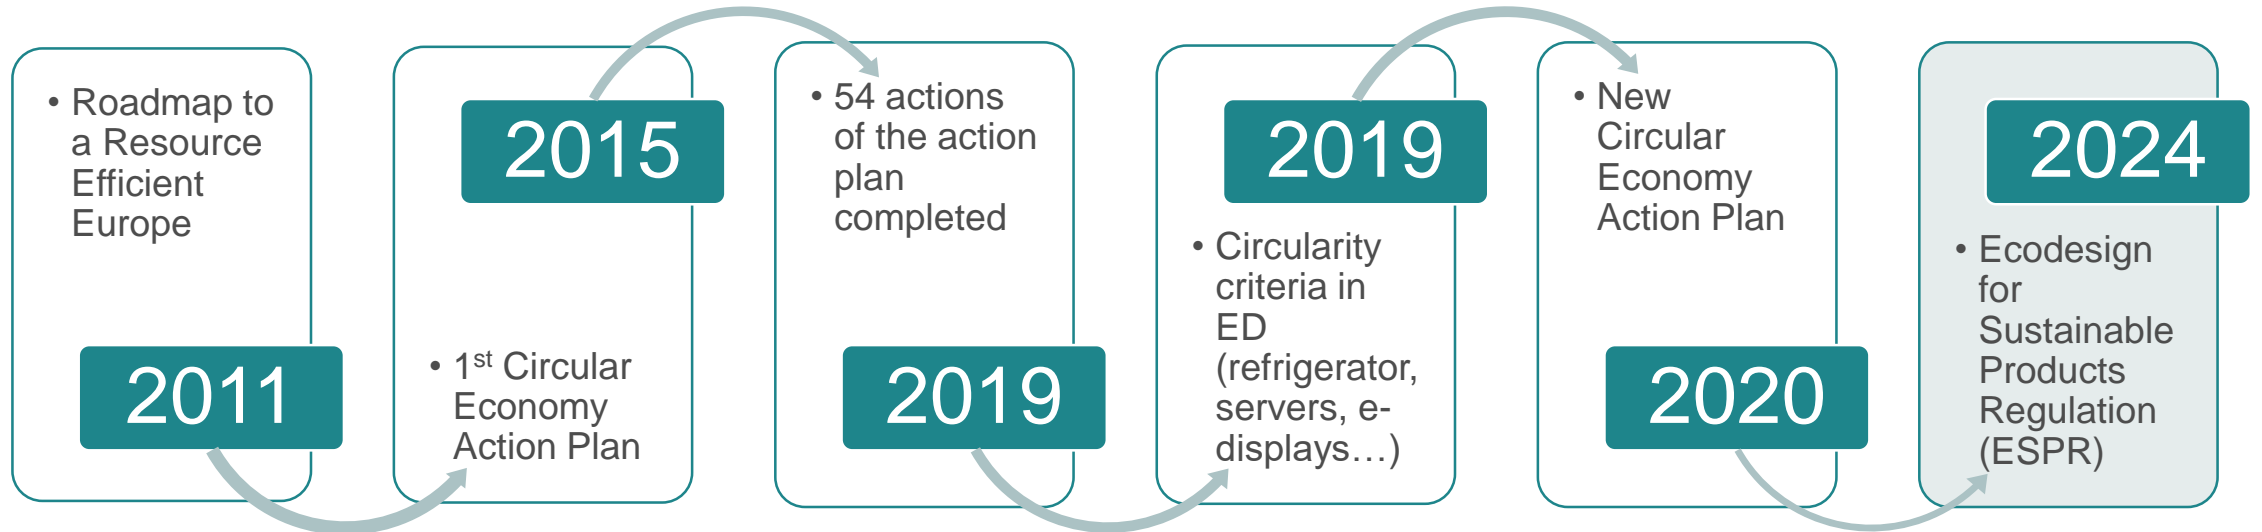 • Roadmap to
a Resource
Efficient
Europe
2011
2015
• 1st Circular
Economy
Action Plan
• 54 actions
of the action
plan
completed
2019
2019
• Circularity
criteria in
ED
(refrigerator,
servers, e-
displays…)
• New
Circular
Economy
Action Plan
2020
2024
• Ecodesign
for
Sustainable
Products
Regulation
(ESPR)